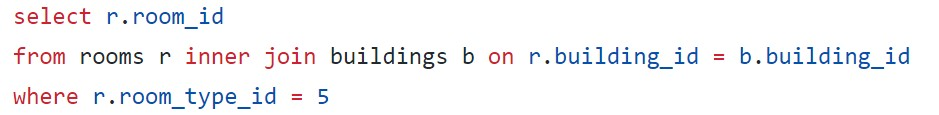 select r.room_id
from rooms r inner join buildings b on r.building_id = b.building_id
where r.room_type_id = 5